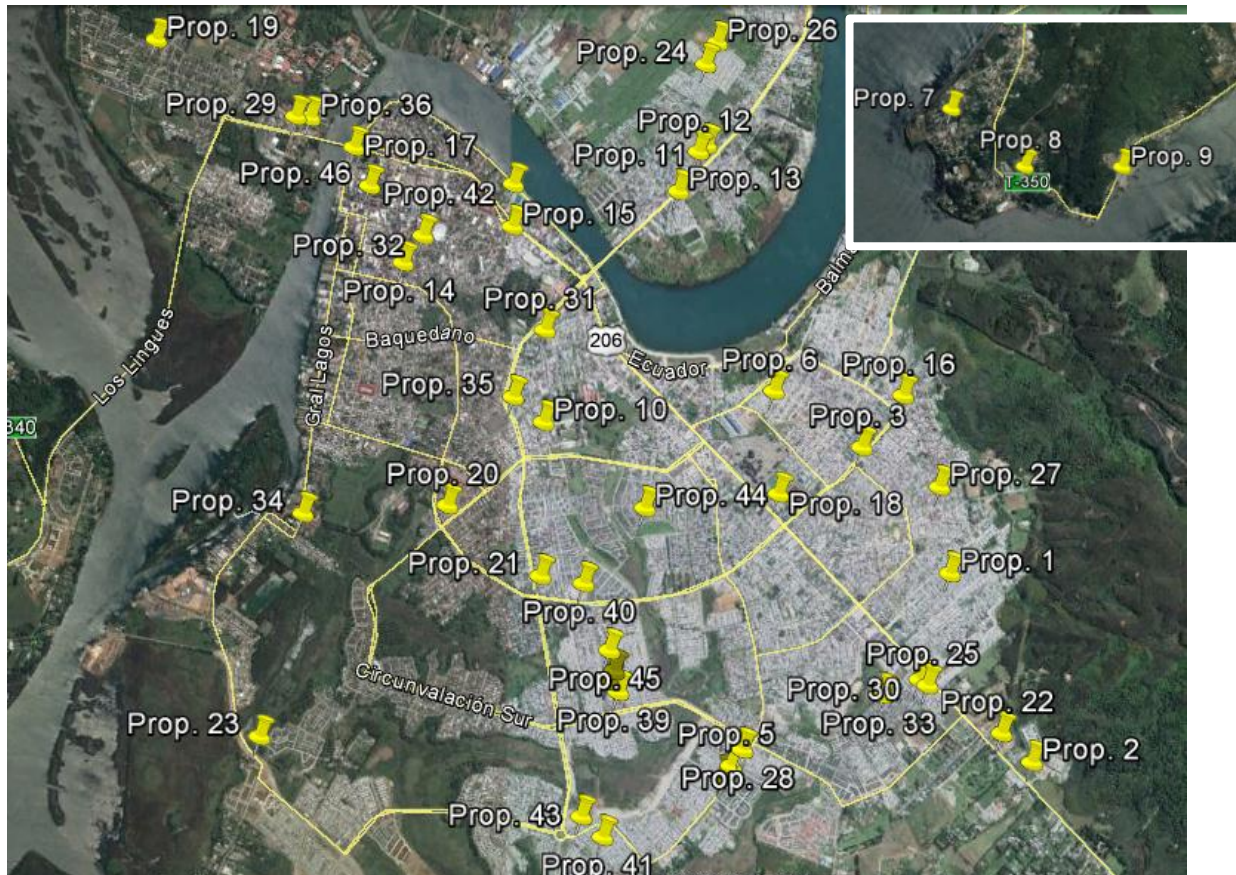 Prop. 19
Prop. 26
Prop. 24
Prop. 29
Prop. 36
Prop. 12
Prop. 11
Prop. 17
Prop. 46
Prop. 42
Prop. 13
Prop. 15
Prop. 32
Prop. 14
Prop. 7
Prop. 8
Prop. 9
T-350
Prop. 31
Baquedano
206
Ecuador
Los Lingues
Gral Lagos
Prop. 35
Prop. 10
Prop. 6
Prop. 16
Prop. 3
Prop. 20
Prop. 34
Prop. 44
Prop. 18
Prop. 27
Prop. 21
Prop. 1
Prop. 40
Prop. 45
Prop. 39
Circunvalación Sur
Prop. 25
Prop. 30
Prop. 33
Prop. 22
Prop. 2
Prop. 23
Prop. 5
Prop. 28
Prop. 43
Prop. 41